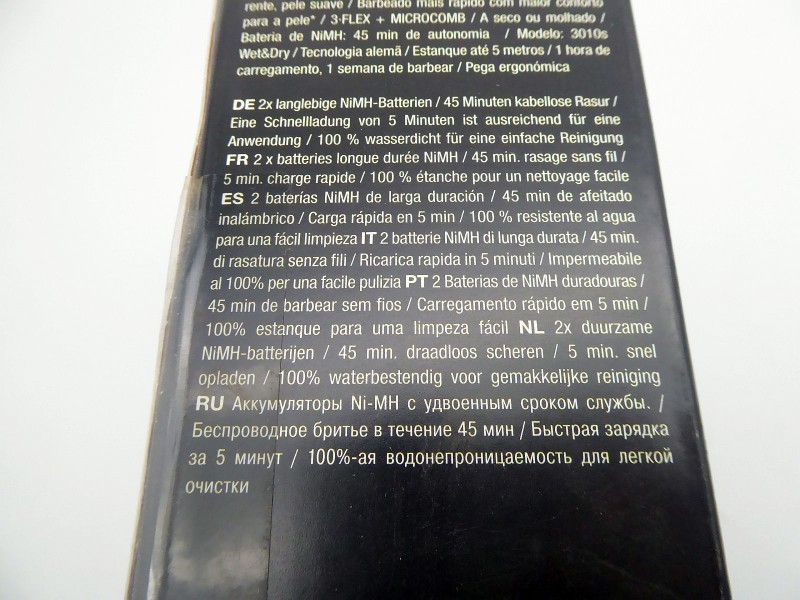 rente, pele suave / Barbeado mais rápido com maior conforto
para a pele* / 3-FLEX + MICROCOMB / A seco ou molhado /
Bateria de NiMH: 45 min de autonomia / Modelo: 3010s
Wet&Dry / Tecnologia alemã / Estanque até 5 metros / 1 hora de
carregamento, 1 semana de barbear / Pega ergonómica
DE 2x langlebige NiMH-Batterien / 45 Minuten kabellose Rasur /
Eine Schnellladung von 5 Minuten ist ausreichend für eine
Anwendung / 100 % wasserdicht für eine einfache Reinigung
FR 2 x batteries longue durée NiMH / 45 min. rasage sans fil /
5 min. charge rapide / 100 % étanche pour un nettoyage facile
ES 2 baterías NiMH de larga duración / 45 min de afeitado
inalámbrico / Carga rápida en 5 min / 100 % resistente al agua
para una fácil limpieza IT 2 batterie NiMH di lunga durata / 45 min.
di rasatura senza fili / Ricarica rapida in 5 minuti / Impermeabile
al 100% per una facile pulizia PT 2 Baterias de NiMH duradouras /
45 min de barbear sem fios / Carregamento rápido em 5 min /
100% estanque para uma limpeza fácil NL 2x duurzame
NiMH-batterijen / 45 min. draadloos scheren / 5 min. snel
opladen / 100% waterbestendig voor gemakkelijke reiniging
RU Аккумуляторы Ni-MH с удвоенным сроком службы. /
Беспроводное бритье в течение 45 мин / Быстрая зарядка
за 5 минут / 100%-ая водонепроницаемость для легкой
очистки